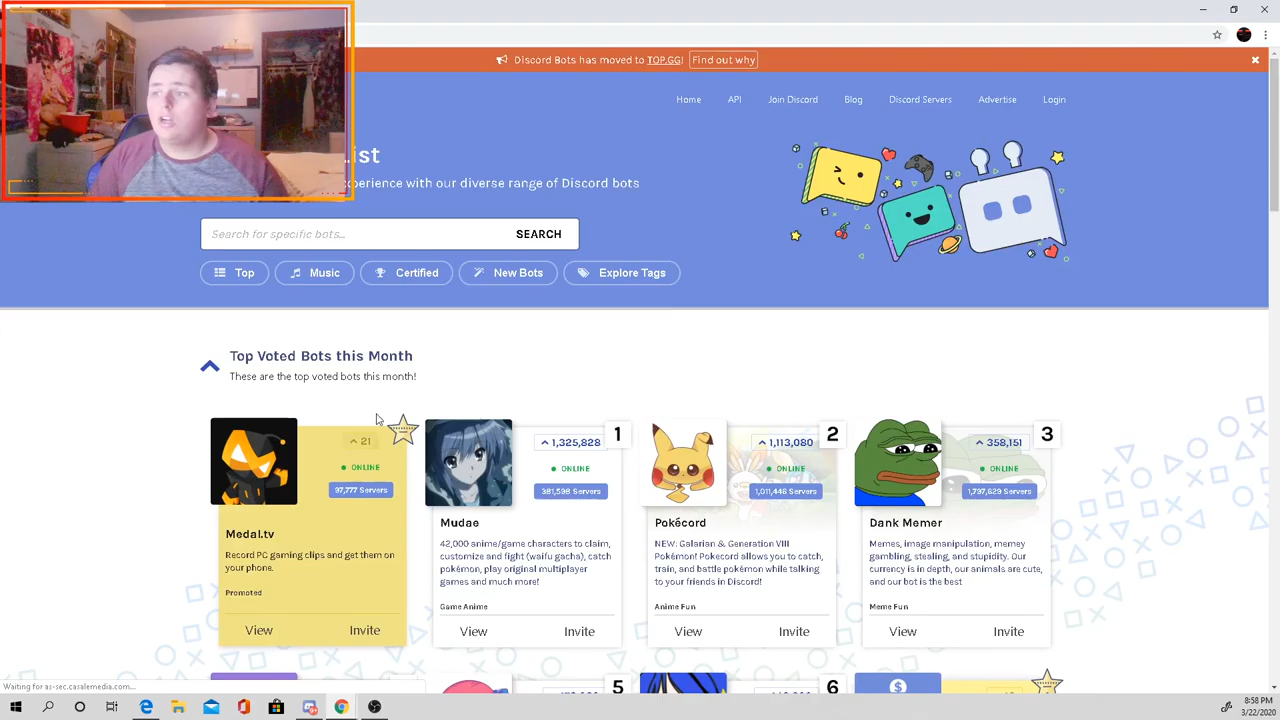 Discord Bots has moved to TOP.GG! Find out why
Home API Join Discord Blog Discord Servers Advertise Login
ist
xperience with our diverse range of Discord bots
Search for specific bots... SEARCH
Top Music Certified New Bots Explore Tags
Top Voted Bots this Month
These are the top voted bots this month!
21
ONLINE
97,777 Servers
Medal.tv
Record PC gaming clips and get them on
your phone.
Promoted
View Invite
1,325,828 1
ONLINE
381,598 Servers
Mudae
42,000 anime/game characters to claim,
customize and fight (waifu gacha), catch
pokémon, play original multiplayer
games and much more!
Game Anime
View Invite
1,113,080 2
ONLINE
1,011,446 Servers
Pokécord
NEW: Galarian & Generation VIII
Pokémon! Pokecord allows you to catch,
train, and battle pokémon while talking
to your friends in Discord!
Anime Fun
View Invite
358,151 3
ONLINE
1,797,629 Servers
Dank Memer
Memes, image manipulation, memey
gambling, stealing, and stupidity. Our
currency is in depth, our animals are cute,
and our bot is the best
Meme Fun
View Invite
5 6
Waiting for as-sec.casalemedia.com...
8:58 PM
3/22/2020